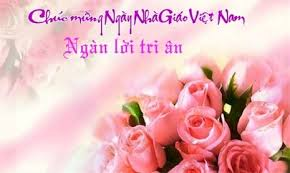 Chúc mừng Ngày Nhà Giáo Việt Nam
Ngàn lời tri ân